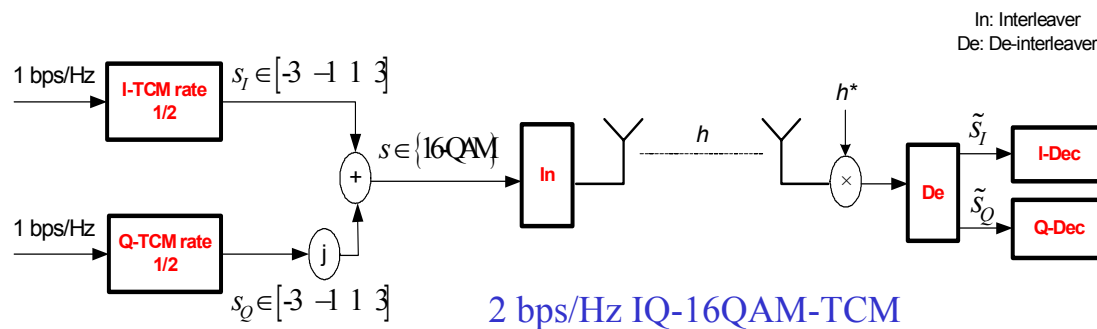 In: Interleaver
De: De-interleaver
1 bps/Hz
I-TCM rate
1/2
s_I ∈ [-3 −1 1 3]
+
s ∈ {16-QAM}
In
h
h*
×
De
s̃_I
I-Dec
s̃_Q
Q-Dec
1 bps/Hz
Q-TCM rate
1/2
j
s_Q ∈ [-3 −1 1 3]
2 bps/Hz IQ-16QAM-TCM